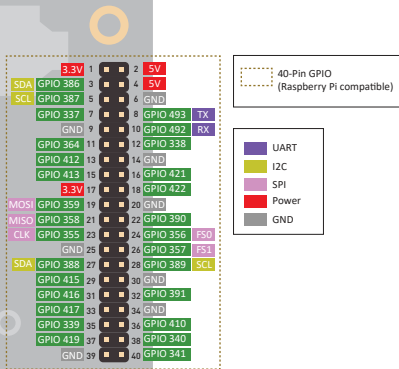 3.3V 1 2 5V
SDA GPIO 386 3 4 5V
SCL GPIO 387 5 6 GND
GPIO 337 7 8 GPIO 493 TX
GND 9 10 GPIO 492 RX
GPIO 364 11 12 GPIO 338
GPIO 412 13 14 GND
GPIO 413 15 16 GPIO 421
3.3V 17 18 GPIO 422
MOSI GPIO 359 19 20 GND
MISO GPIO 358 21 22 GPIO 390
CLK GPIO 355 23 24 GPIO 356 FS0
GND 25 26 GPIO 357 FS1
SDA GPIO 388 27 28 GPIO 389 SCL
GPIO 415 29 30 GND
GPIO 416 31 32 GPIO 391
GPIO 417 33 34 GND
GPIO 339 35 36 GPIO 410
GPIO 419 37 38 GPIO 340
GND 39 40 GPIO 341
40-Pin GPIO
(Raspberry Pi compatible)
UART
I2C
SPI
Power
GND